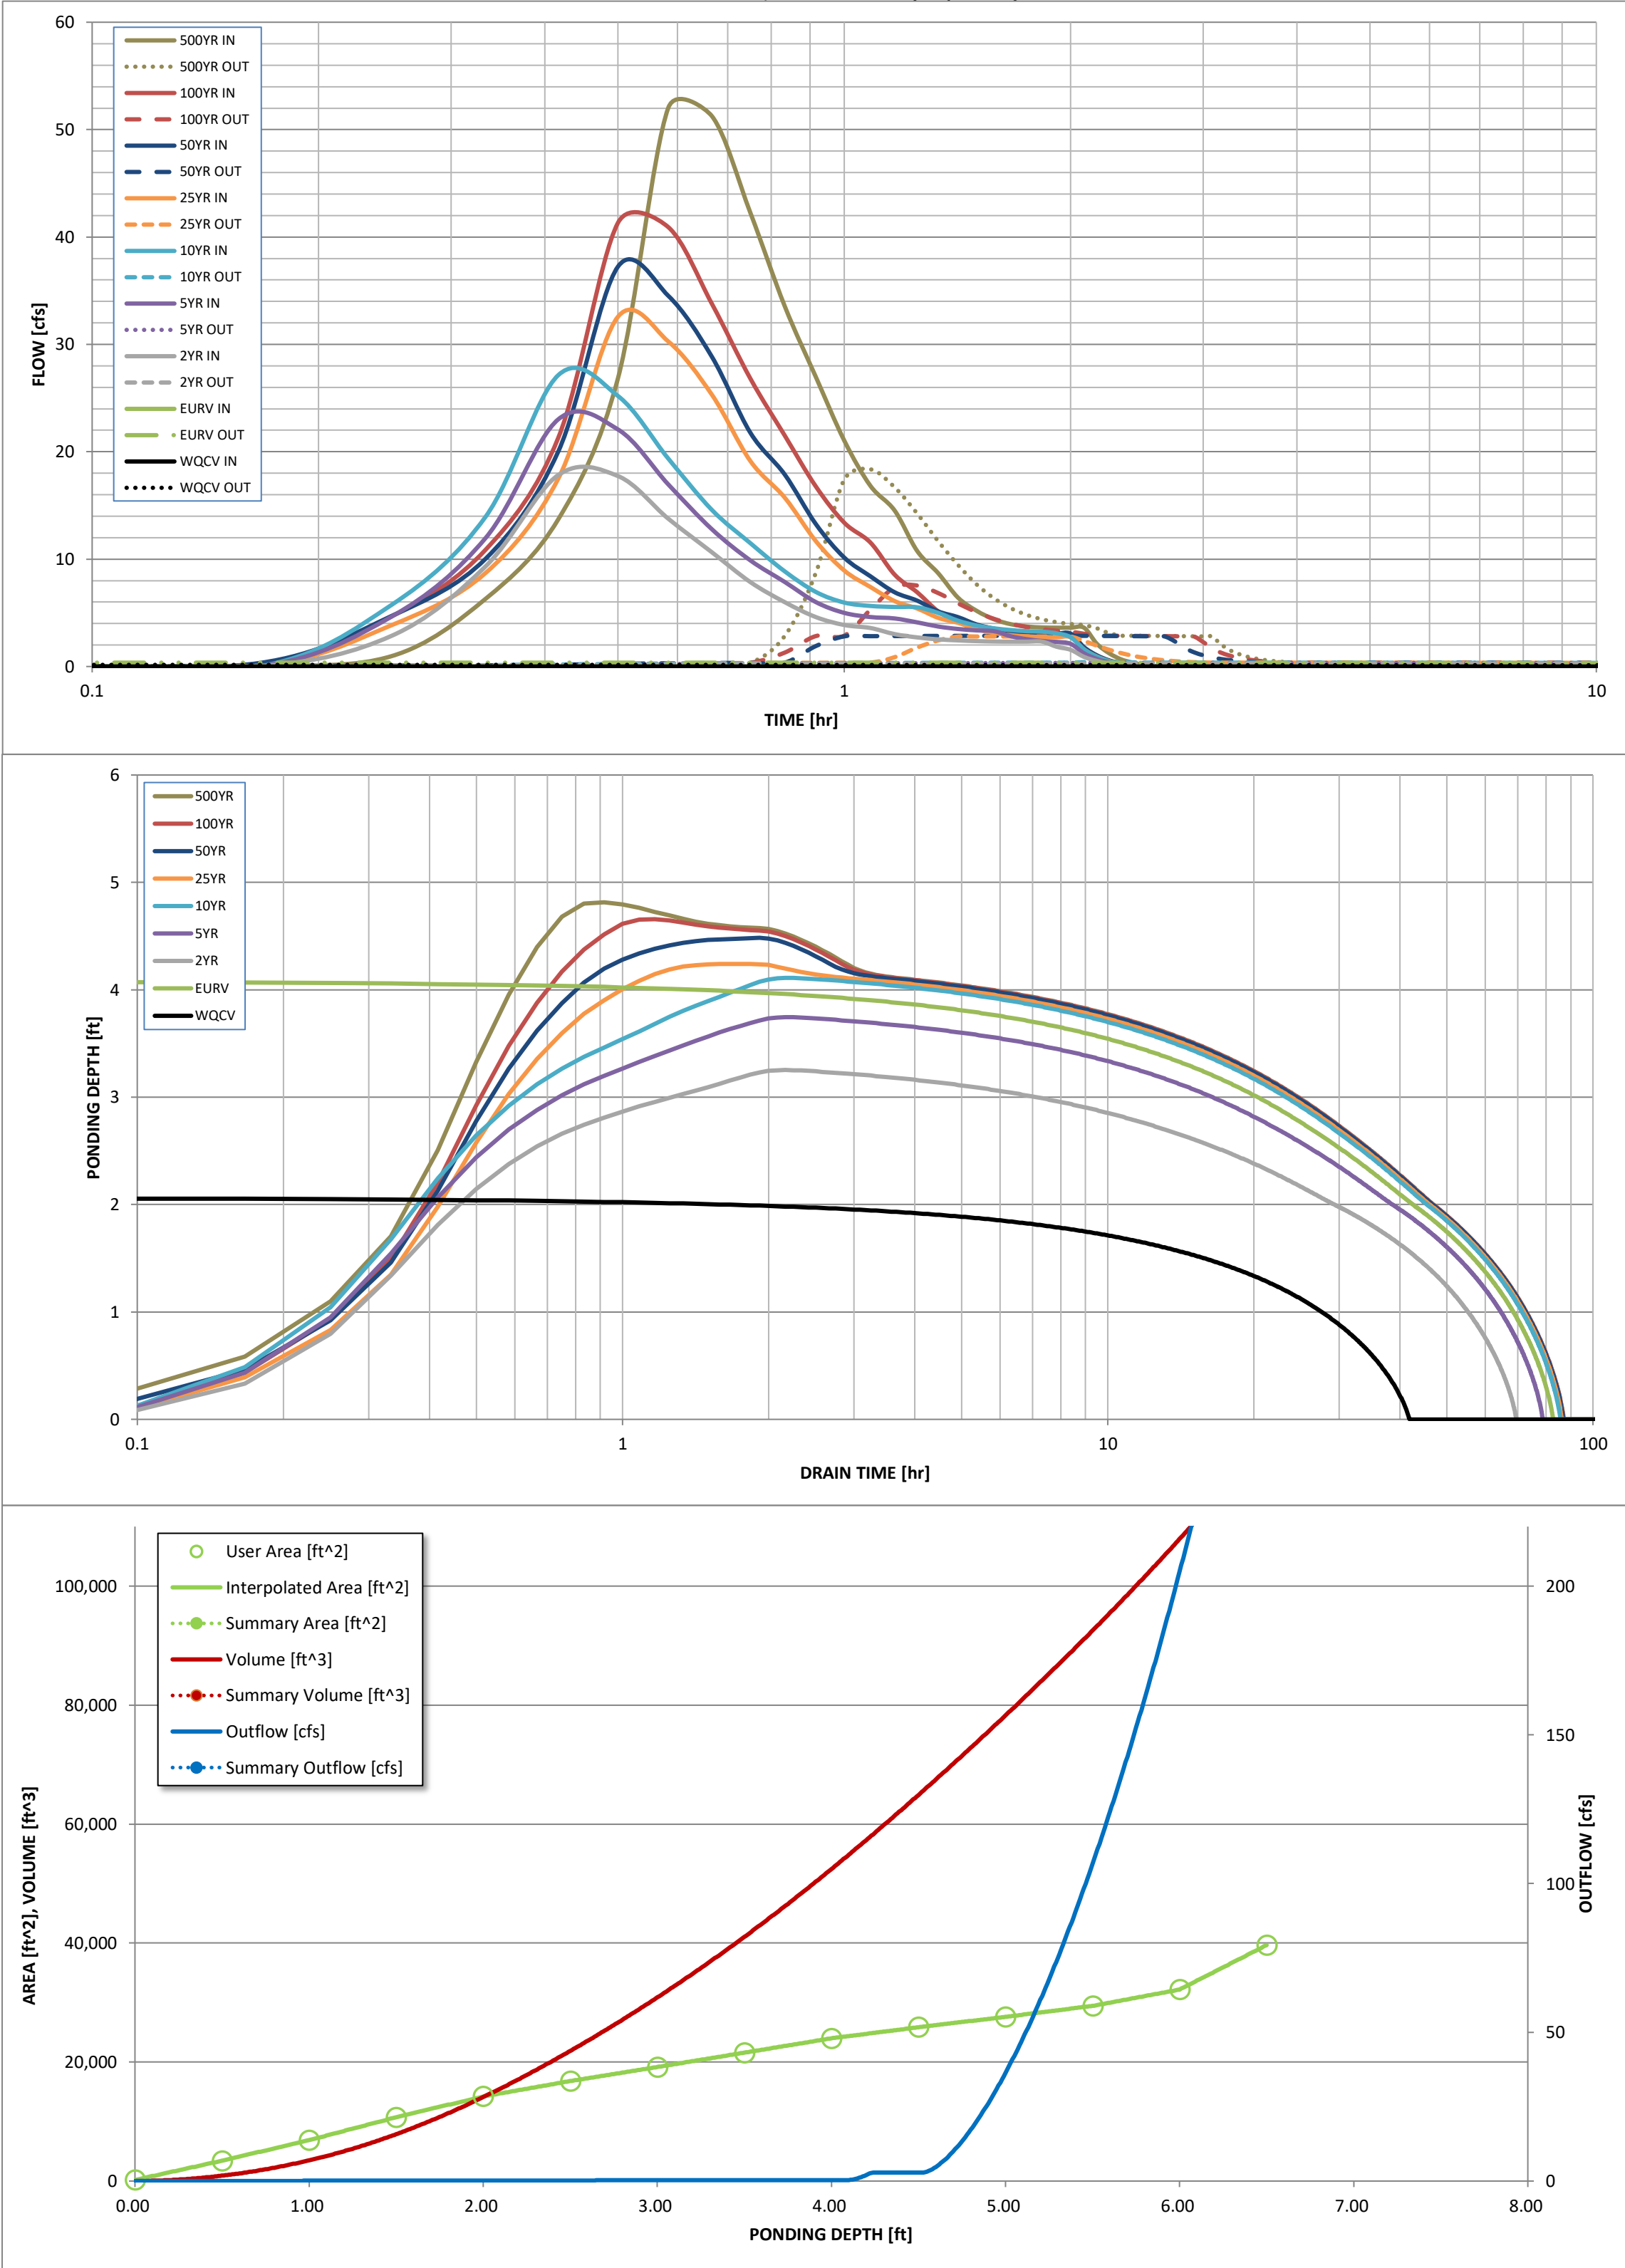 60
50
40
30
20
10
0
FLOW [cfs]
500YR IN
500YR OUT
100YR IN
100YR OUT
50YR IN
50YR OUT
25YR IN
25YR OUT
10YR IN
10YR OUT
5YR IN
5YR OUT
2YR IN
2YR OUT
EURV IN
EURV OUT
WQCV IN
WQCV OUT
0.1
1
10
TIME [hr]
6
5
4
3
2
1
0
PONDING DEPTH [ft]
500YR
100YR
50YR
25YR
10YR
5YR
2YR
EURV
WQCV
0.1
1
10
100
DRAIN TIME [hr]
User Area [ft^2]
Interpolated Area [ft^2]
Summary Area [ft^2]
Volume [ft^3]
Summary Volume [ft^3]
Outflow [cfs]
Summary Outflow [cfs]
100,000
80,000
60,000
40,000
20,000
0
AREA [ft^2], VOLUME [ft^3]
200
150
100
50
0
OUTFLOW [cfs]
0.00
1.00
2.00
3.00
4.00
5.00
6.00
7.00
8.00
PONDING DEPTH [ft]